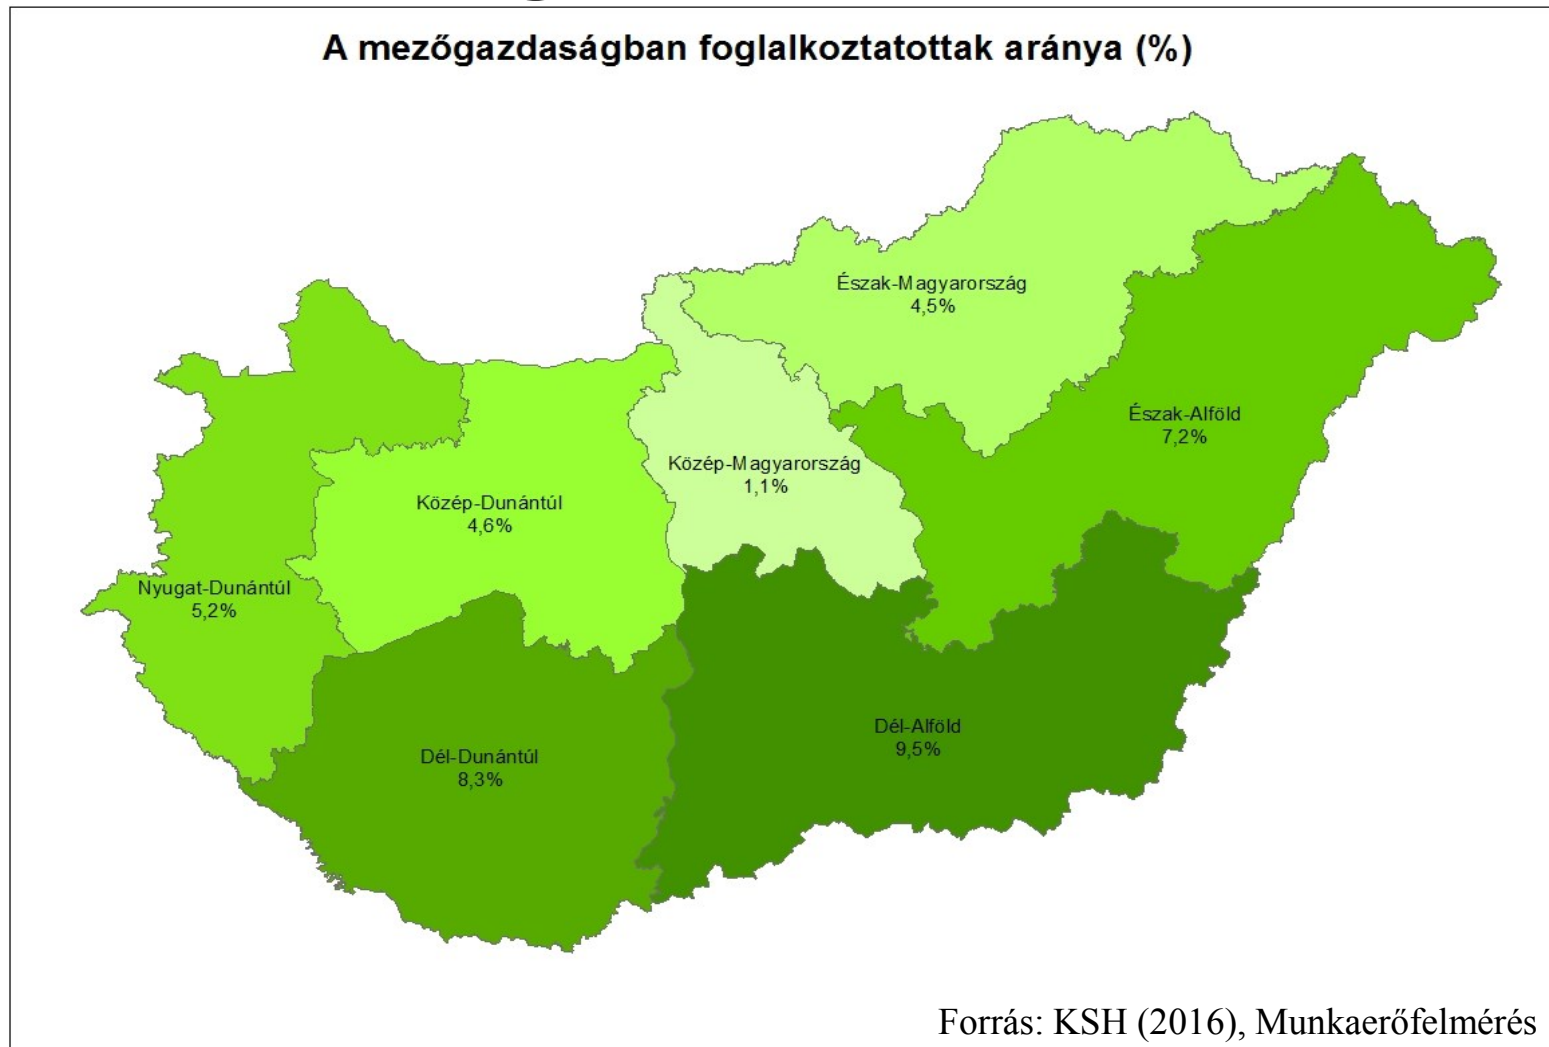 A mezőgazdaságban foglalkoztatottak aránya (%)
Észak-Magyarország
4,5%
Észak-Alföld
7,2%
Közép-Magyarország
1,1%
Közép-Dunántúl
4,6%
Nyugat-Dunántúl
5,2%
Dél-Alföld
9,5%
Dél-Dunántúl
8,3%
Forrás: KSH (2016), Munkaerőfelmérés